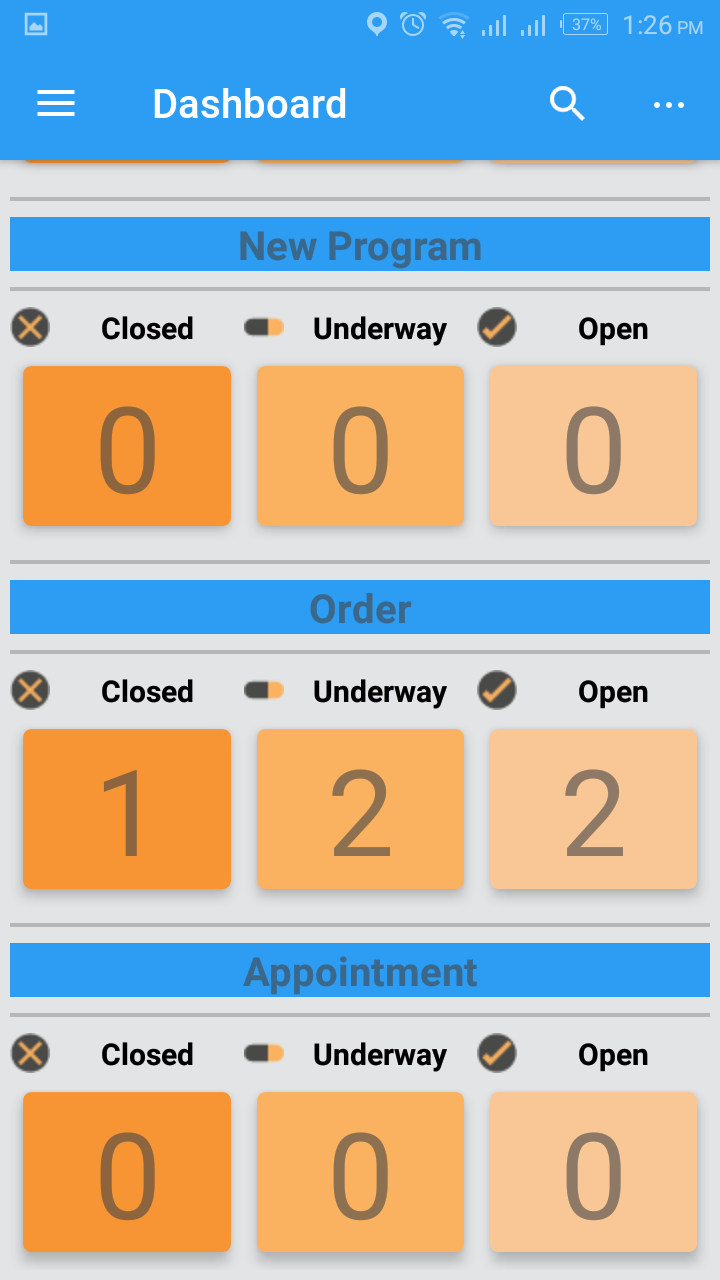 37% 1:26 PM
Dashboard
New Program
Closed Underway Open
0 0 0
Order
Closed Underway Open
1 2 2
Appointment
Closed Underway Open
0 0 0